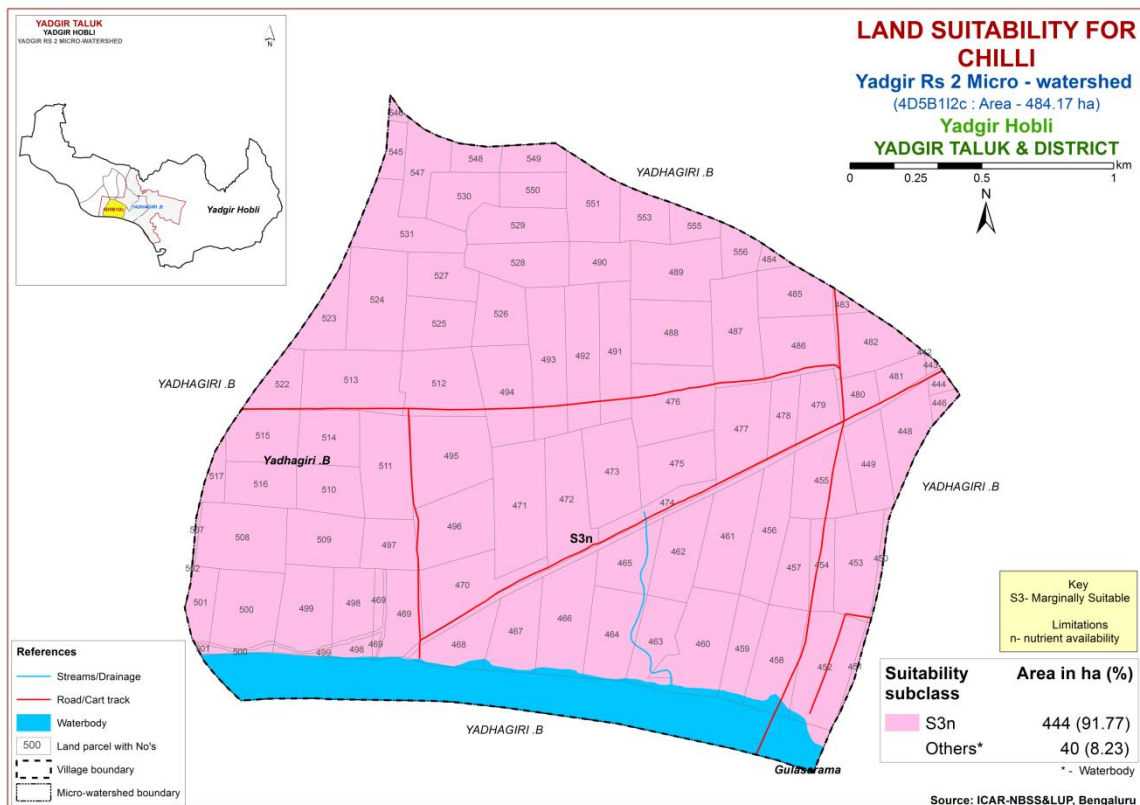 YADGIR TALUK
YADGIR HOBLI
YADGIR RS 2 MICRO-WATERSHED
N
YADHAGIRI .B
Yadgir Hobli
LAND SUITABILITY FOR
CHILLI
Yadgir Rs 2 Micro - watershed
(4D5B1I2c : Area - 484.17 ha)
Yadgir Hobli
YADGIR TALUK & DISTRICT
km
0 0.25 0.5 1
N
546
545
547 548 549
YADHAGIRI .B
530 550
551 553 555
529
531
528 490 489 556 484
527 485
524 483
523 525 526
488 487 486 482
493 492 491
442
443
YADHAGIRI .B
522 513 512 494
481 444
476 480 446
479
478
477
515 514
448
Yadhagiri .B
511 495
517 516 510
473 475 449
455
YADHAGIRI .B
471 472 474
507 508 509 497 496
S3n
461 456
462
450
502
465 457 454 453
470
501 500 499 498 469 469
466
467 464 463 460 459 458 452 451
468
501 500 499 498 469
YADHAGIRI .B
Gulasarama
Key
S3- Marginally Suitable
Limitations
n- nutrient availability
References
Streams/Drainage
Road/Cart track
Waterbody
500 Land parcel with No's
Village boundary
Micro-watershed boundary
Suitability
subclass Area in ha (%)
S3n 444 (91.77)
Others* 40 (8.23)
* - Waterbody
Source: ICAR-NBSS&LUP, Bengaluru